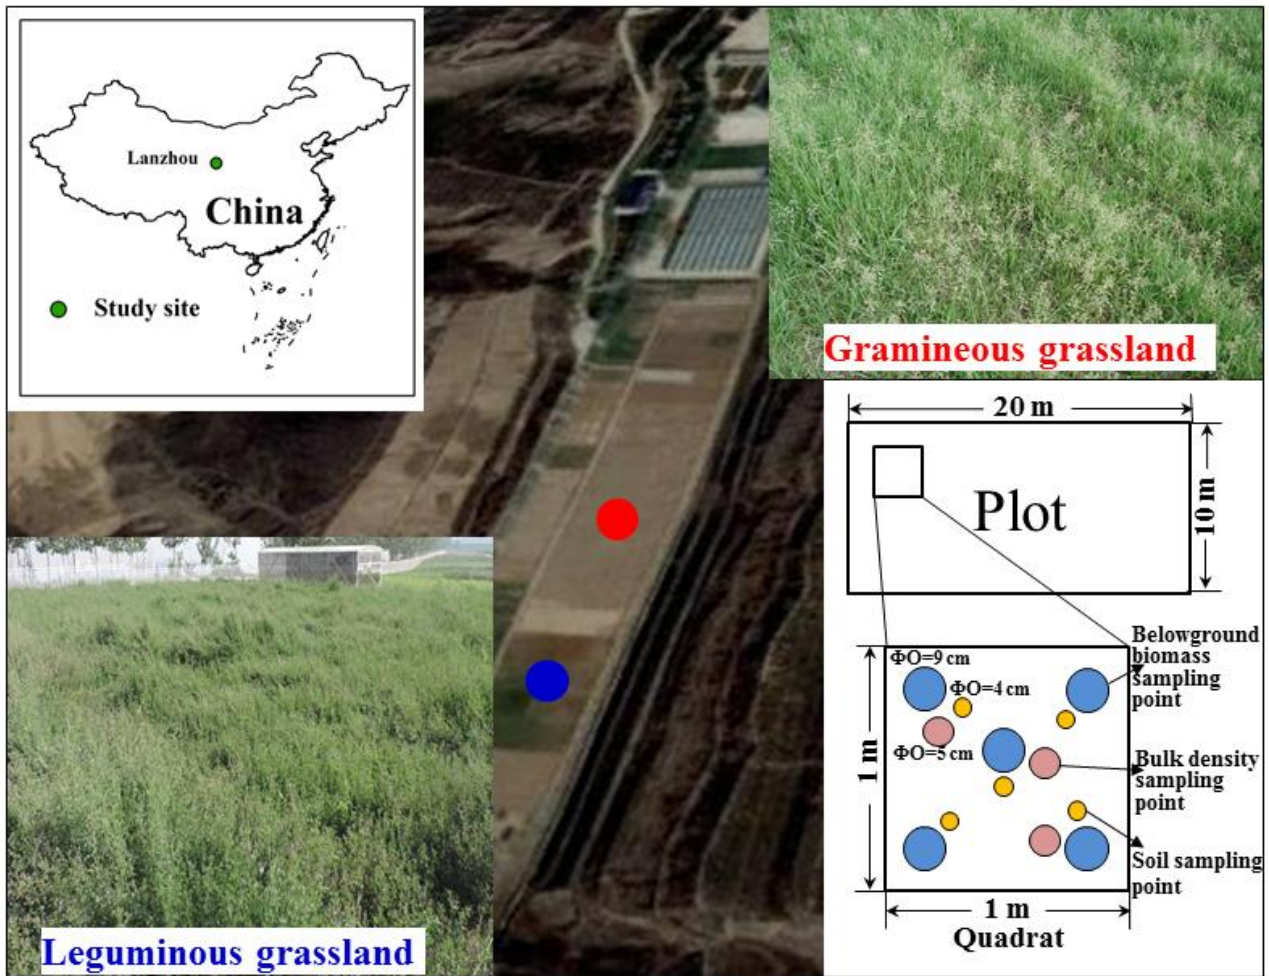 Lanzhou
China
Study site
Gramineous grassland
20 m
10 m
Plot
Belowground
biomass
sampling
point
ΦO=9 cm
ΦO=4 cm
ΦO=5 cm
1 m
Bulk density
sampling
point
Soil sampling
point
1 m
Quadrat
Leguminous grassland